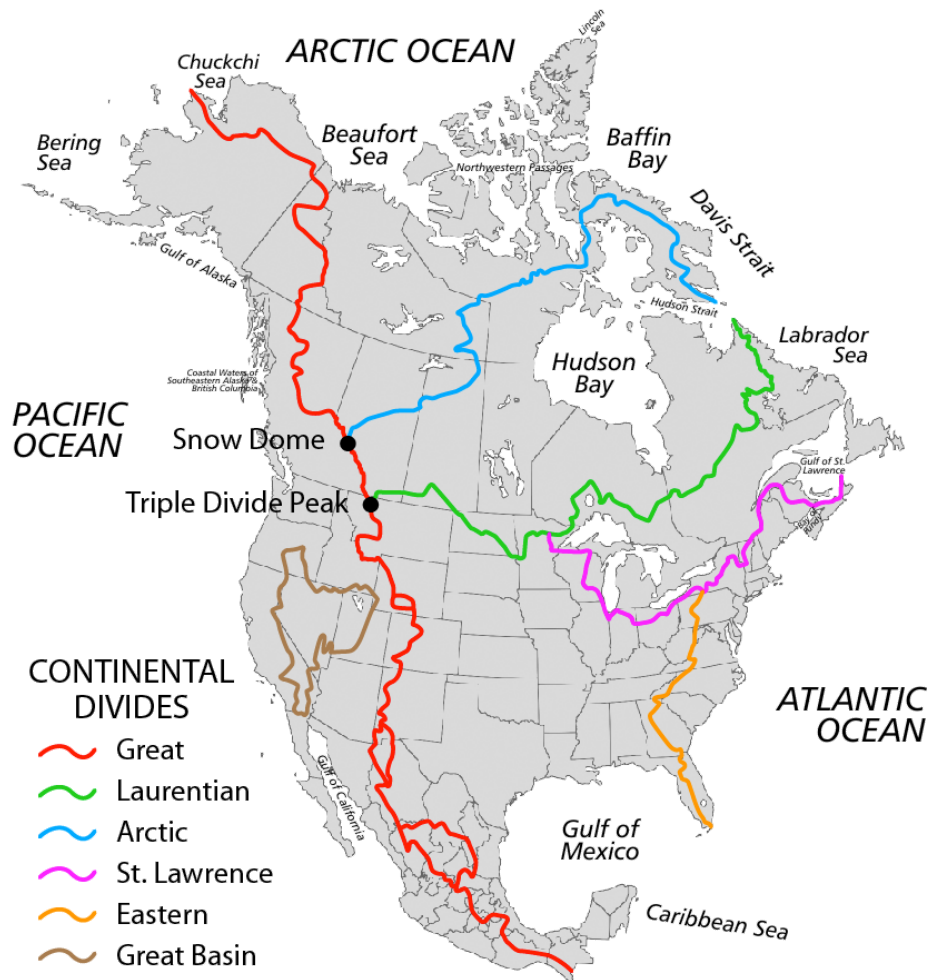 Lincoln
Sea
ARCTIC OCEAN
Chuckchi
Sea
Bering
Sea
Beaufort
Sea
Northwestern Passages
Baffin
Bay
Davis Strait
Gulf of Alaska
Hudson Strait
Labrador
Sea
Hudson
Bay
Coastal Waters of
Southeastern Alaska &
British Columbia
PACIFIC
OCEAN
Snow Dome
Gulf of St.
Lawrence
Triple Divide Peak
Bay of
Fundy
CONTINENTAL
DIVIDES
Great
Laurentian
Arctic
St. Lawrence
Eastern
Great Basin
ATLANTIC
OCEAN
Gulf of California
Gulf of
Mexico
Caribbean Sea